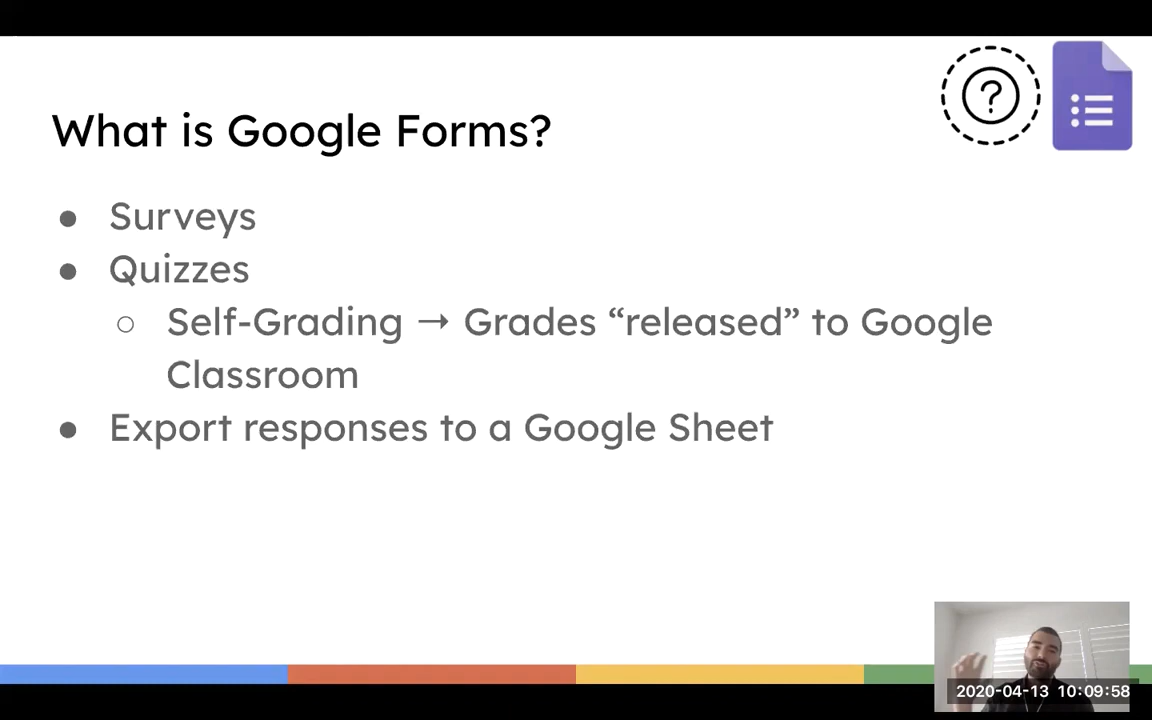 What is Google Forms?
?
● Surveys
● Quizzes
○ Self-Grading → Grades “released” to Google
Classroom
● Export responses to a Google Sheet
2020-04-13 10:09:58